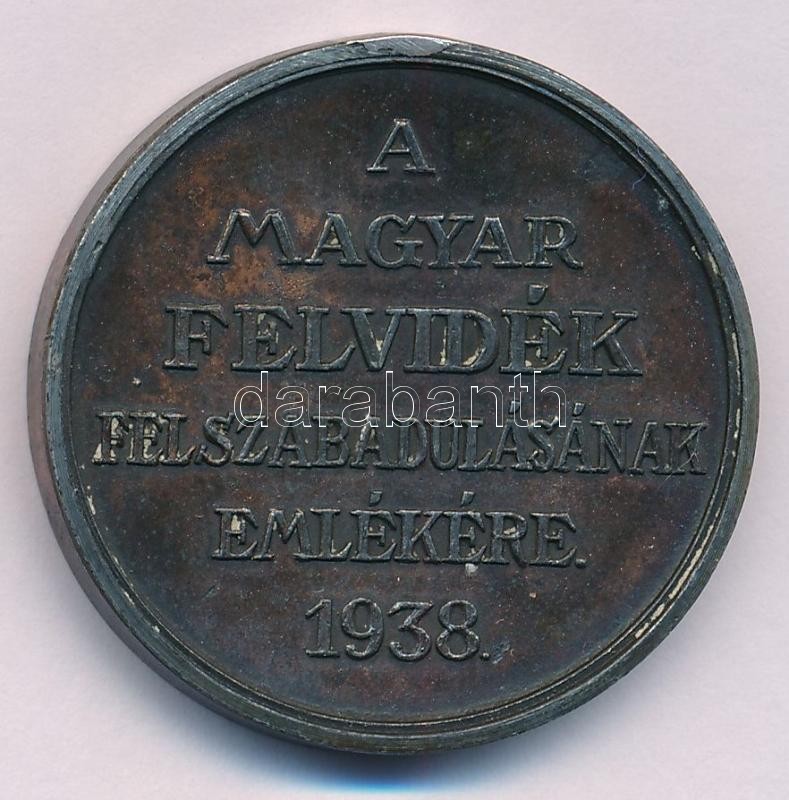 A
MAGYAR
FELVIDÉK
darabanth
FELSZABADULÁSÁNAK
EMLÉKÉRE.
1938.